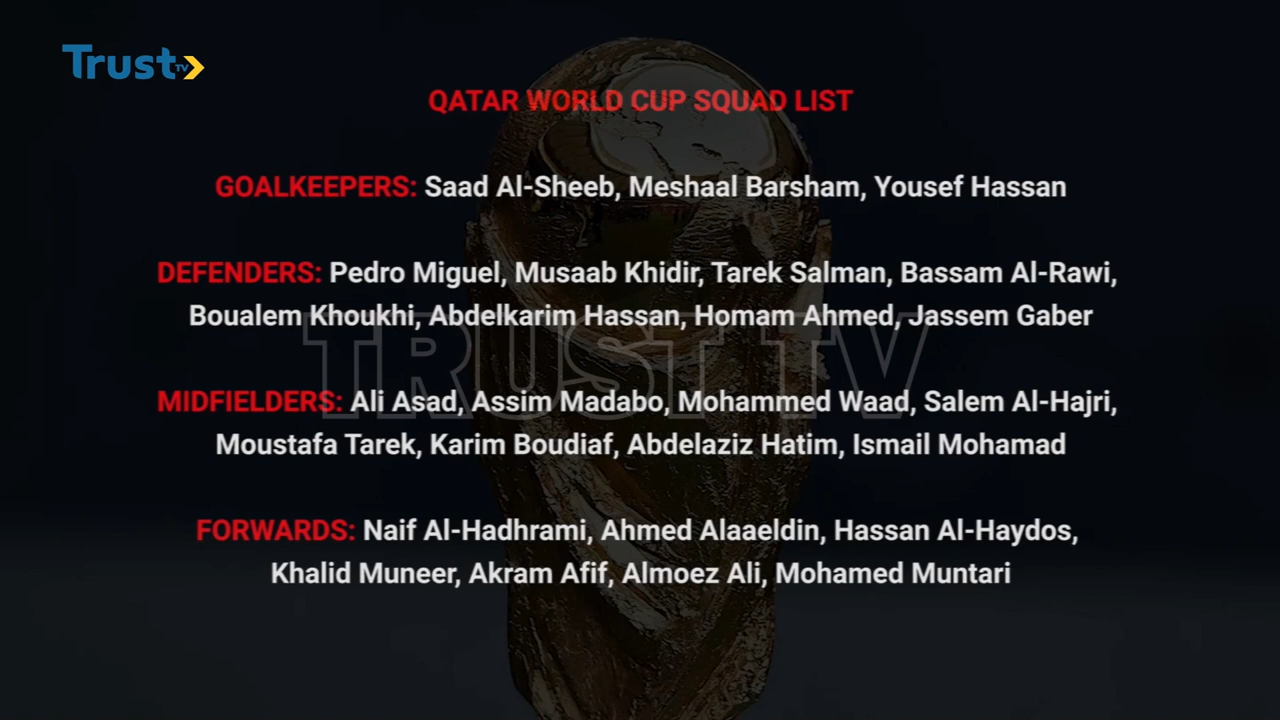 Trust TV
QATAR WORLD CUP SQUAD LIST
GOALKEEPERS: Saad Al-Sheeb, Meshaal Barsham, Yousef Hassan
DEFENDERS: Pedro Miguel, Musaab Khidir, Tarek Salman, Bassam Al-Rawi,
Boualem Khoukhi, Abdelkarim Hassan, Homam Ahmed, Jassem Gaber
TRUST TV
MIDFIELDERS: Ali Asad, Assim Madabo, Mohammed Waad, Salem Al-Hajri,
Moustafa Tarek, Karim Boudiaf, Abdelaziz Hatim, Ismail Mohamad
FORWARDS: Naif Al-Hadhrami, Ahmed Alaaeldin, Hassan Al-Haydos,
Khalid Muneer, Akram Afif, Almoez Ali, Mohamed Muntari